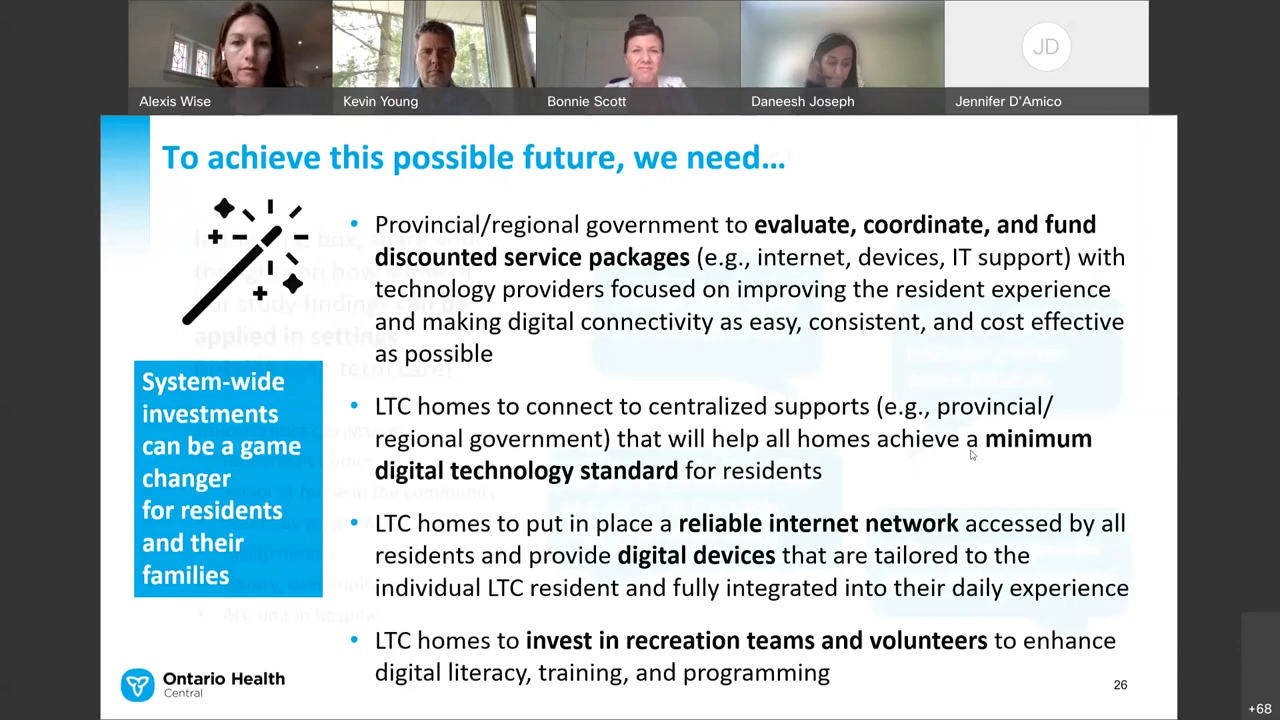 Alexis Wise
Kevin Young
Bonnie Scott
Daneesh Joseph
JD
Jennifer D'Amico
To achieve this possible future, we need…
• Provincial/regional government to evaluate, coordinate, and fund
discounted service packages (e.g., internet, devices, IT support) with
technology providers focused on improving the resident experience
and making digital connectivity as easy, consistent, and cost effective
as possible
System-wide
investments
can be a game
changer
for residents
and their
families
• LTC homes to connect to centralized supports (e.g., provincial/
regional government) that will help all homes achieve a minimum
digital technology standard for residents
• LTC homes to put in place a reliable internet network accessed by all
residents and provide digital devices that are tailored to the
individual LTC resident and fully integrated into their daily experience
• LTC homes to invest in recreation teams and volunteers to enhance
digital literacy, training, and programming
Ontario Health
Central
26
+68